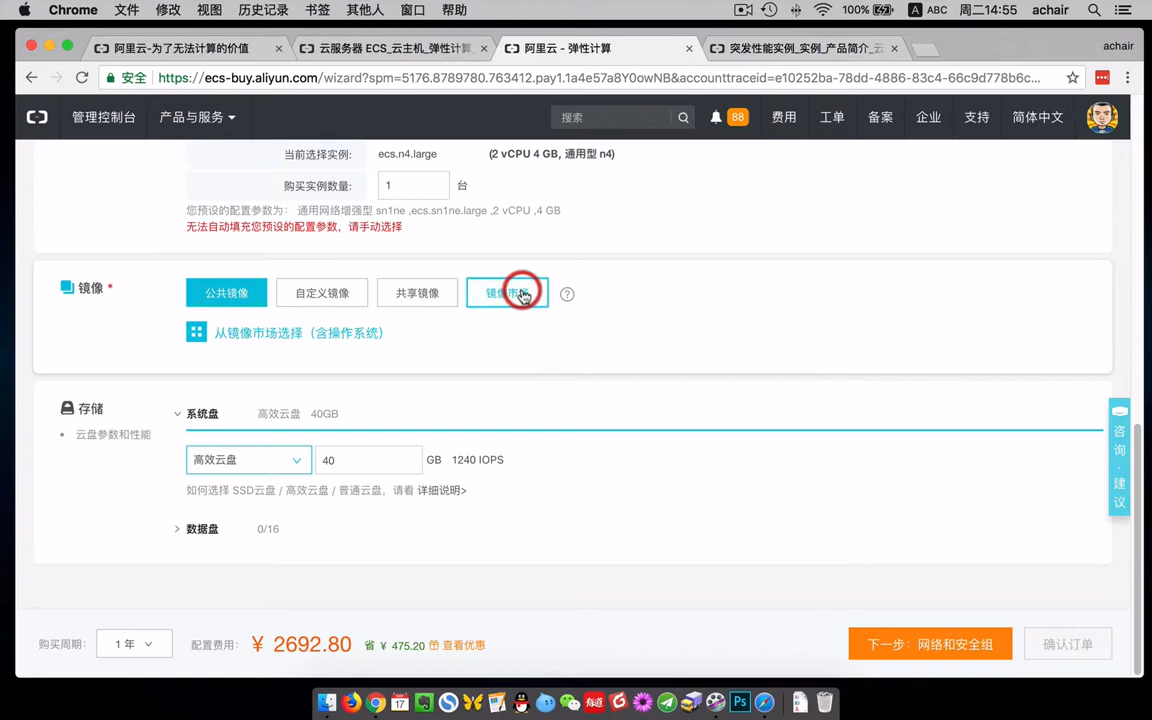 Chrome 文件 修改 视图 历史记录 书签 其他人 窗口 帮助 100% A ABC 周二14:55 achair
阿里云-为了无法计算的价值 × 云服务器 ECS_云主机_弹性计算 × 阿里云 - 弹性计算 × 突发性能实例_实例_产品简介_云 × achair
安全 https://ecs-buy.aliyun.com/wizard?spm=5176.8789780.763412.pay1.1a4e57a8Y0owNB&accounttraceid=e10252ba-78dd-4886-83c4-66c9d778b6c...
管理控制台 产品与服务 搜索 88 费用 工单 备案 企业 支持 简体中文
当前选择实例: ecs.n4.large (2 vCPU 4 GB, 通用型 n4)
购买实例数量: 1 台
您预设的配置参数为: 通用网络增强型 sn1ne ,ecs.sn1ne.large ,2 vCPU ,4 GB
无法自动填充您预设的配置参数，请手动选择
镜像 * 公共镜像 自定义镜像 共享镜像 镜像市场 ?
从镜像市场选择（含操作系统）
存储 系统盘 高效云盘 40GB
• 云盘参数和性能
高效云盘 40 GB 1240 IOPS
如何选择 SSD云盘 / 高效云盘 / 普通云盘，请看 详细说明>
数据盘 0/16
咨询·建议
购买周期: 1 年 配置费用: ¥ 2692.80 省 ¥ 475.20 查看优惠 下一步：网络和安全组 确认订单
17 有道 Ps